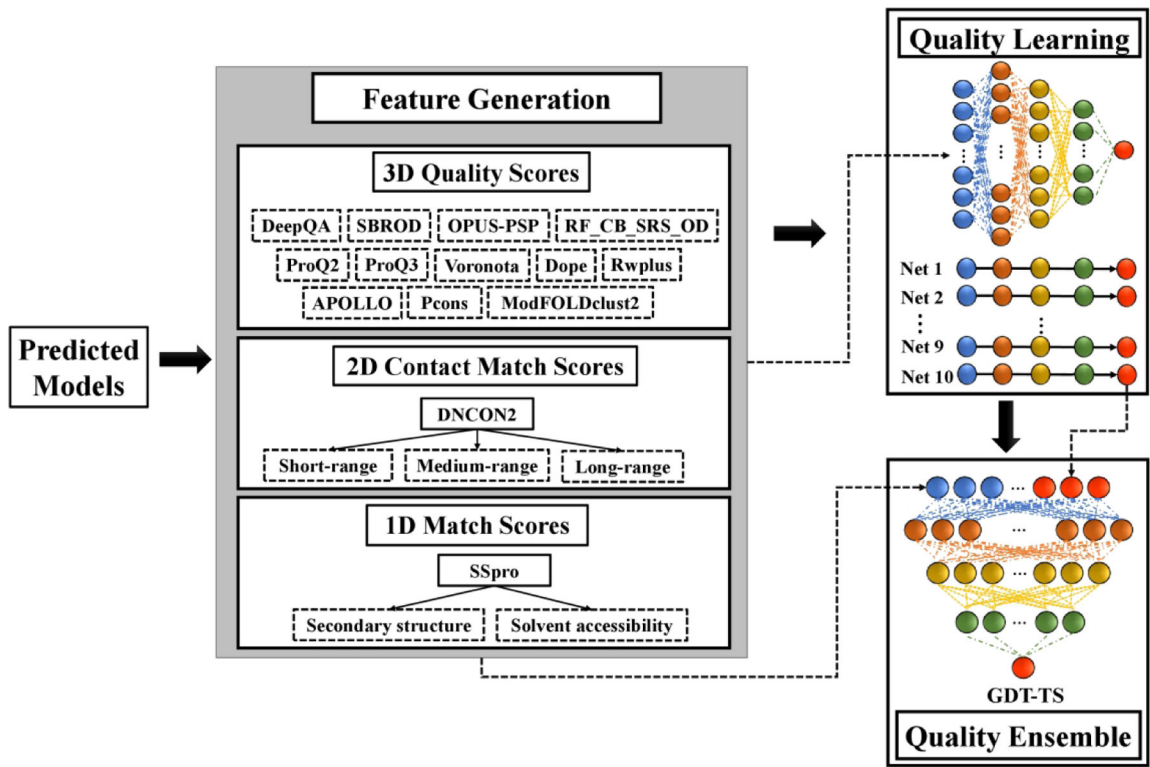 Predicted
Models
Feature Generation
3D Quality Scores
DeepQA SBROD OPUS-PSP RF_CB_SRS_OD
ProQ2 ProQ3 Voronota Dope Rwplus
APOLLO Pcons ModFOLDclust2
2D Contact Match Scores
DNCON2
Short-range Medium-range Long-range
1D Match Scores
SSpro
Secondary structure Solvent accessibility
Quality Learning
Net 1
Net 2
Net 9
Net 10
GDT-TS
Quality Ensemble